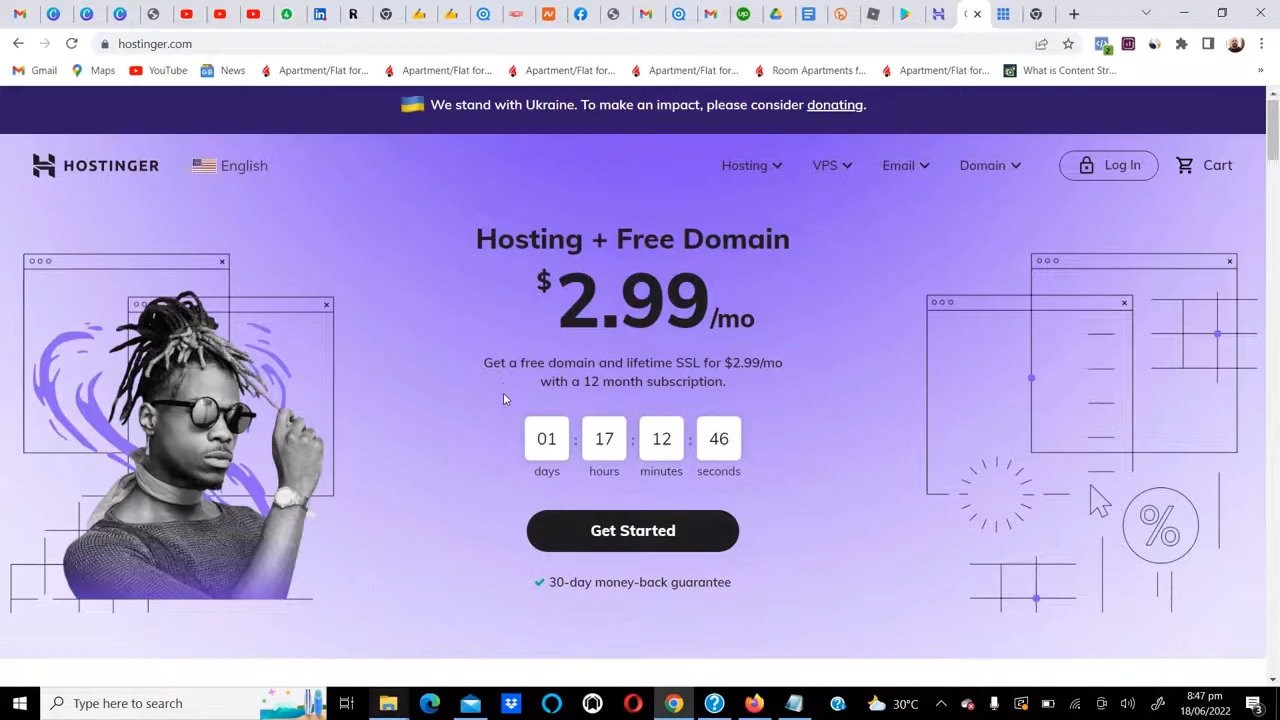 hostinger.com
Gmail
Maps
YouTube
News
Apartment/Flat for...
Apartment/Flat for...
Apartment/Flat for...
Apartment/Flat for...
Room Apartments f...
Apartment/Flat for...
What is Content Str...
We stand with Ukraine. To make an impact, please consider donating.
HOSTINGER
English
Hosting
VPS
Email
Domain
Log In
Cart
Hosting + Free Domain
$2.99/mo
Get a free domain and lifetime SSL for $2.99/mo
with a 12 month subscription.
01 : 17 : 12 : 46
days hours minutes seconds
Get Started
30-day money-back guarantee
%
Type here to search
30°C
8:47 pm
18/06/2022
3